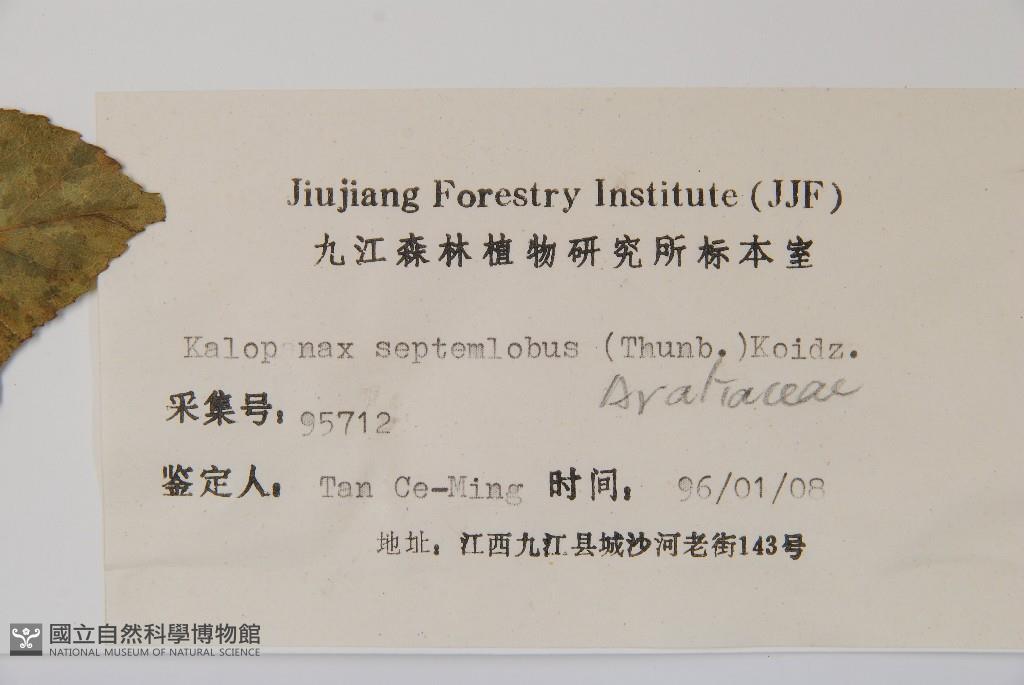 Jiujiang Forestry Institute (JJF)
九江森林植物研究所标本室
Kalopanax septemlobus (Thunb.)Koidz.
Araliaceae
采集号: 95712
鉴定人: Tan Ce-Ming 时间: 96/01/08
地址: 江西九江县城沙河老街143号
國立自然科學博物館
NATIONAL MUSEUM OF NATURAL SCIENCE